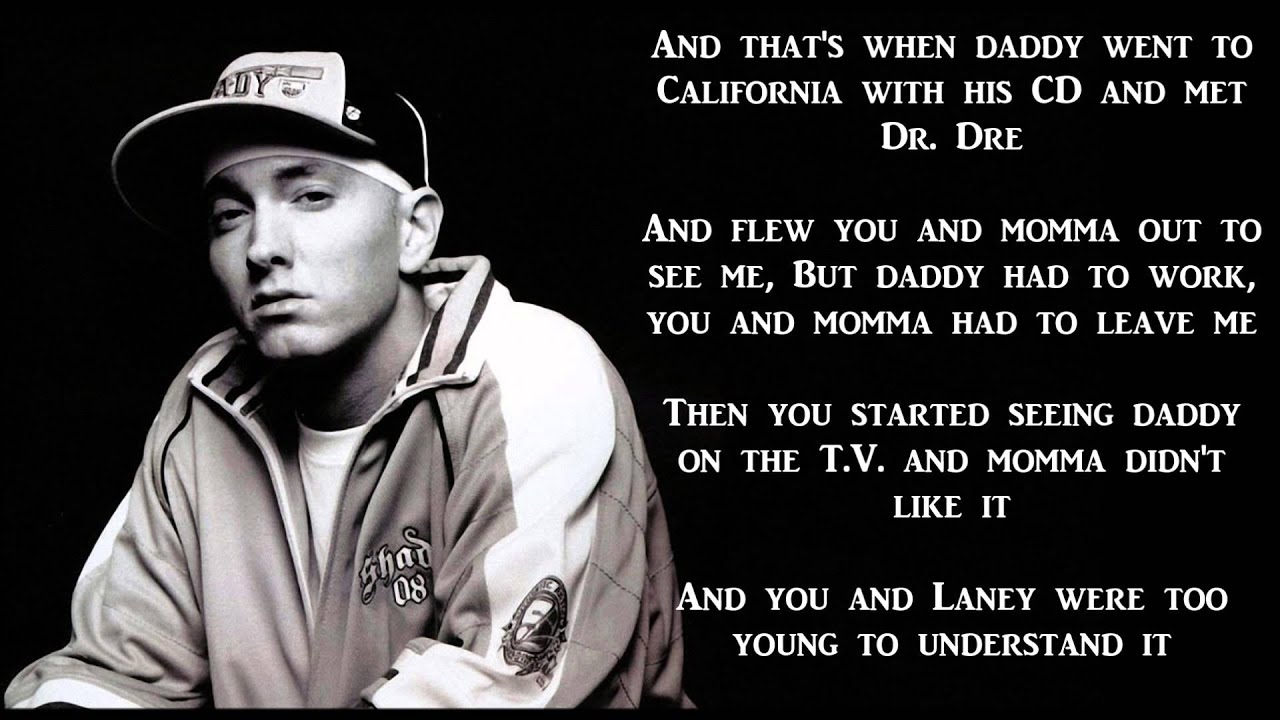 ADY
Shad
08
And that's when daddy went to
California with his CD and met
Dr. Dre
And flew you and momma out to
see me, But daddy had to work,
you and momma had to leave me
Then you started seeing daddy
on the T.V. and momma didn't
like it
And you and Laney were too
young to understand it